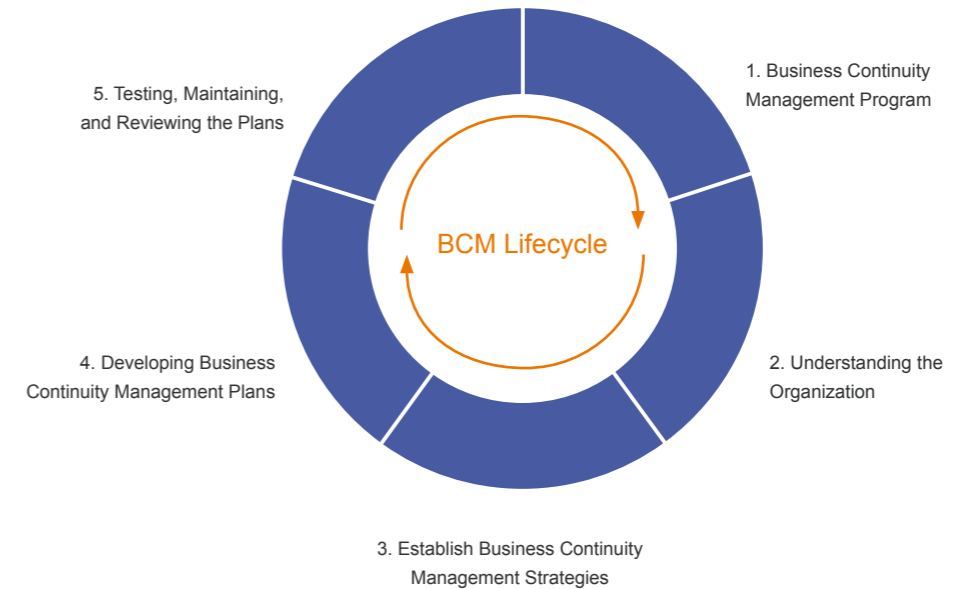 1. Business Continuity
Management Program
2. Understanding the
Organization
3. Establish Business Continuity
Management Strategies
4. Developing Business
Continuity Management Plans
5. Testing, Maintaining,
and Reviewing the Plans
BCM Lifecycle